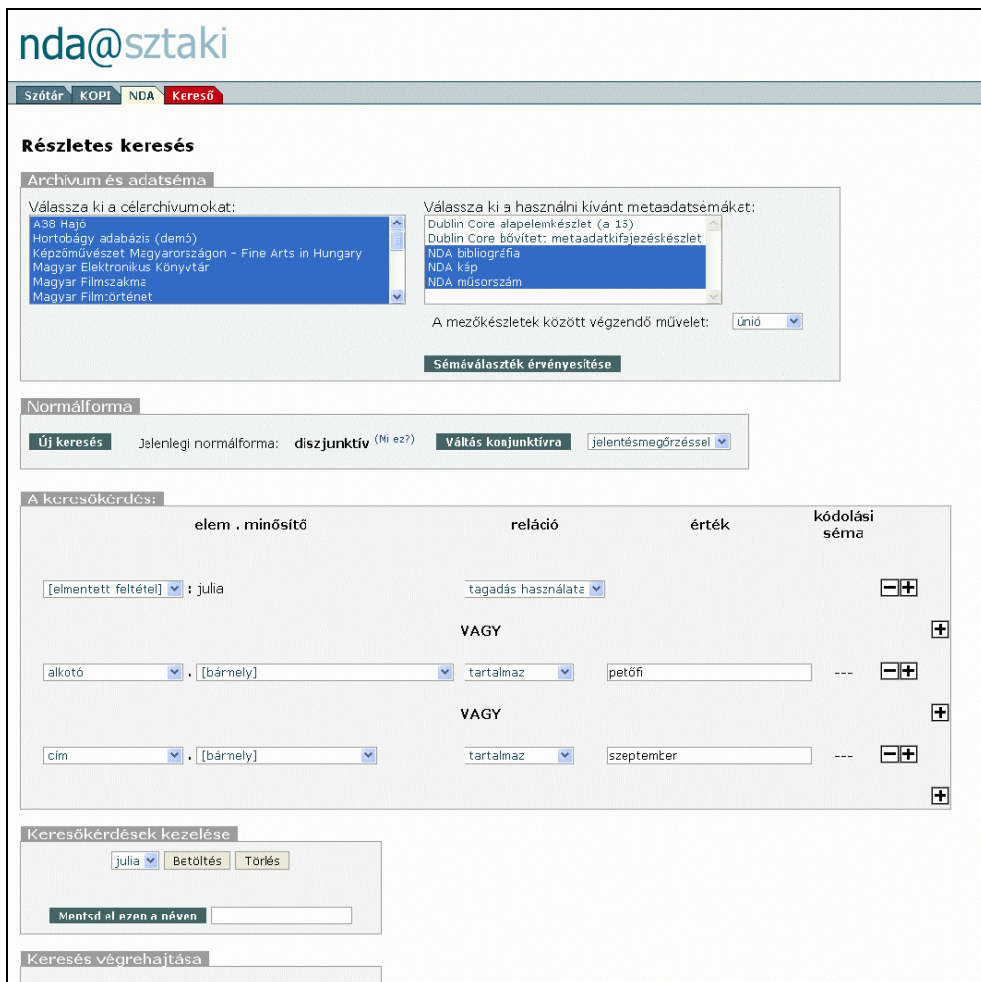 nda@sztaki
Szótár KOPI NDA Kereső
Részletes keresés
Archívum és adatséma
Válassza ki a célarchívumokat:
A38 Hajó
Hortobágy adabázis (demó)
Képzőművészet Magyarországon - Fine Arts in Hungary
Magyar Elektronikus Könyvtár
Magyar Filmszakma
Magyar Filmtörténet
Válassza ki a használni kívánt metaadatsémákat:
Dublin Core alapelemkészlet (a 15)
Dublin Core bővített metaadatkifejezéskészlet
NDA bibliográfia
NDA kép
NDA műsorszám
A mezőkészletek között végzendő művelet: únió
Sémaválaszték érvényesítése
Normálforma
Új keresés Jelenlegi normálforma: diszjunktív (Mi ez?) Váltás konjunktívra jelentésmegőrzéssel
A keresőkérdés:
elem . minősítő reláció érték kódolási séma
[elmentett feltétel] : julia tagadás használata − +
VAGY +
alkotó . [bármely] tartalmaz petőfi --- − +
VAGY +
cím . [bármely] tartalmaz szeptember --- − +
+
Keresőkérdések kezelése
julia Betöltés Törlés
Mentsd el ezen a néven
Keresés végrehajtása